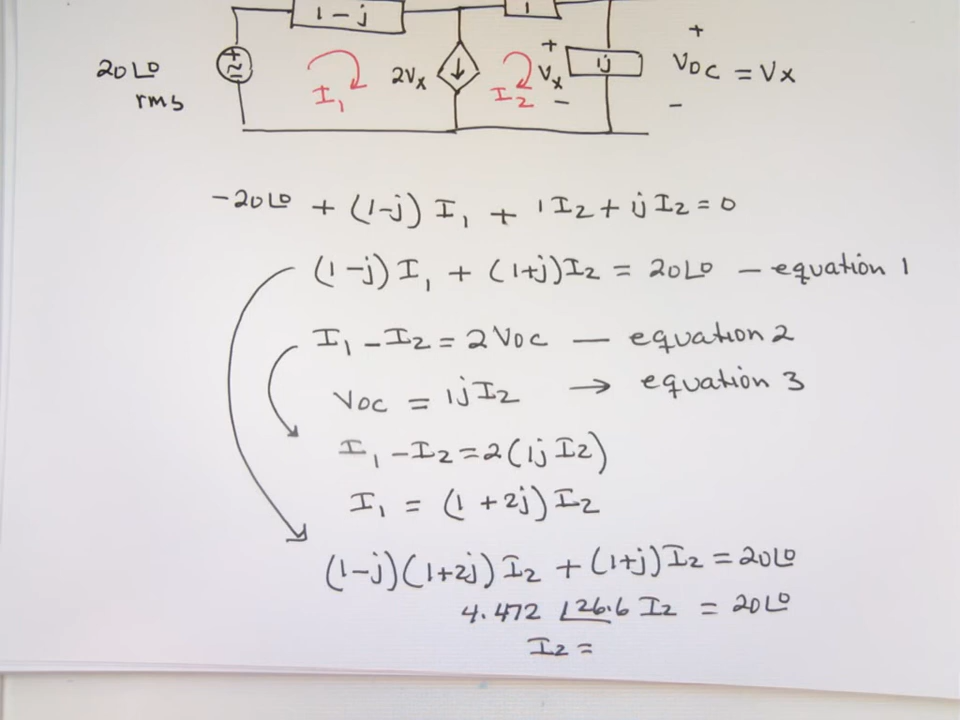 1-j 1
20∠0 rms I₁ 2Vx I₂ + Vx - 1j + VOC = Vx -
-20∠0 + (1-j) I₁ + 1 I₂ + 1j I₂ = 0
(1-j) I₁ + (1+j) I₂ = 20∠0 - equation 1
I₁ - I₂ = 2 VOC - equation 2
VOC = 1j I₂ → equation 3
I₁ - I₂ = 2(1j I₂)
I₁ = (1 + 2j) I₂
(1-j)(1+2j) I₂ + (1+j) I₂ = 20∠0
4.472 ∠26.6 I₂ = 20∠0
I₂ =